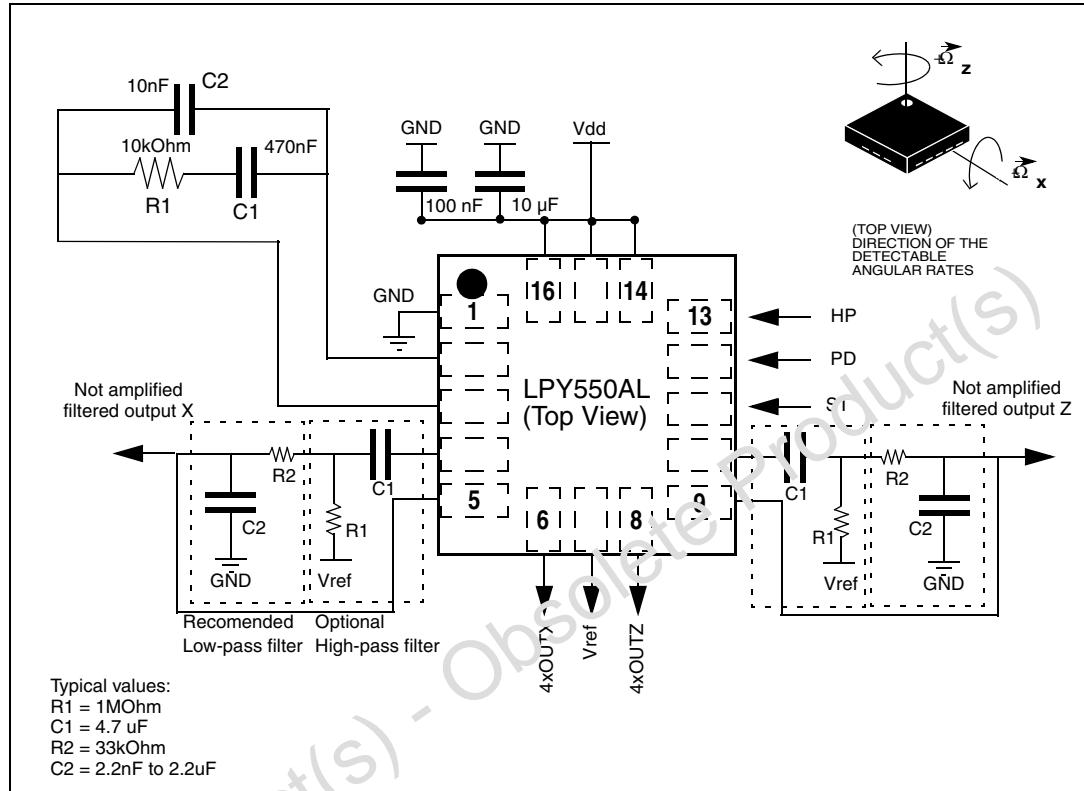 10nF
C2
10kOhm
470nF
R1
C1
GND
GND
Vdd
100 nF
10 µF
Ω z
Ω x
(TOP VIEW)
DIRECTION OF THE
DETECTABLE
ANGULAR RATES
GND
1
16
14
13
HP
PD
ST
LPY550AL
(Top View)
Not amplified
filtered output X
Not amplified
filtered output Z
R2
C1
C2
R1
GND
Vref
5
6
8
9
C1
R2
R1
C2
Vref
GND
Recomended
Low-pass filter
Optional
High-pass filter
4xOUTX
Vref
4xOUTZ
Typical values:
R1 = 1MOhm
C1 = 4.7 uF
R2 = 33kOhm
C2 = 2.2nF to 2.2uF
ct(s) - Obsolete Product(s)